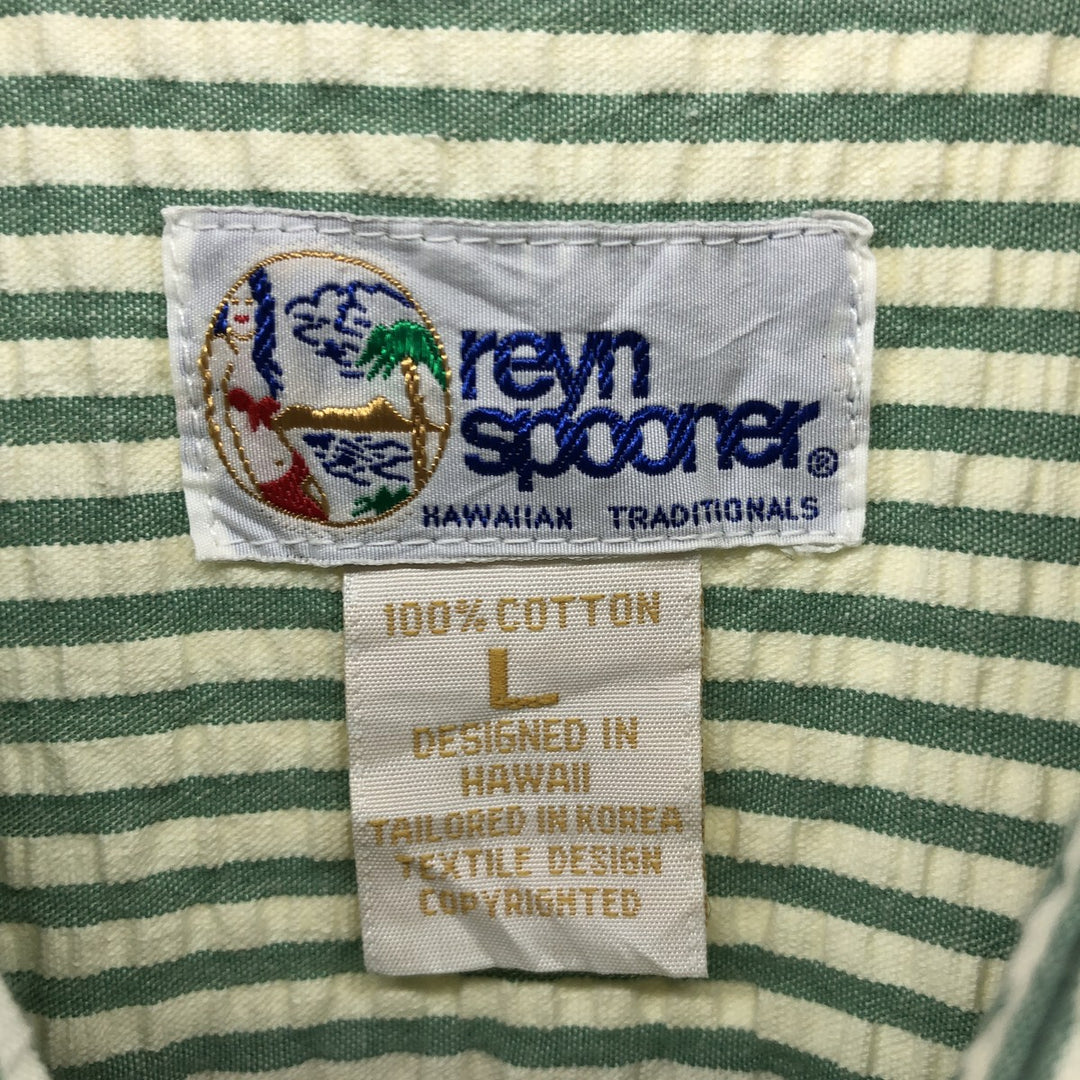 reyn
spooner®
HAWAIIAN TRADITIONALS
100% COTTON
L
DESIGNED IN
HAWAII
TAILORED IN KOREA
TEXTILE DESIGN
COPYRIGHTED